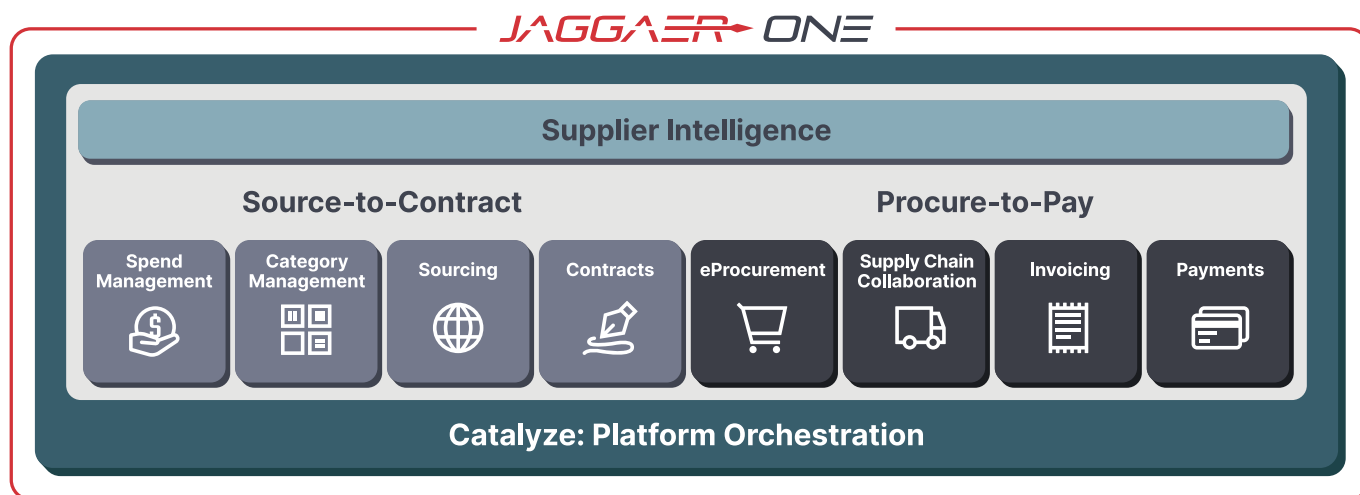 JAGGAER ONE
Supplier Intelligence
Source-to-Contract
Procure-to-Pay
Spend
Management
Category
Management
Sourcing
Contracts
eProcurement
Supply Chain
Collaboration
Invoicing
Payments
Catalyze: Platform Orchestration